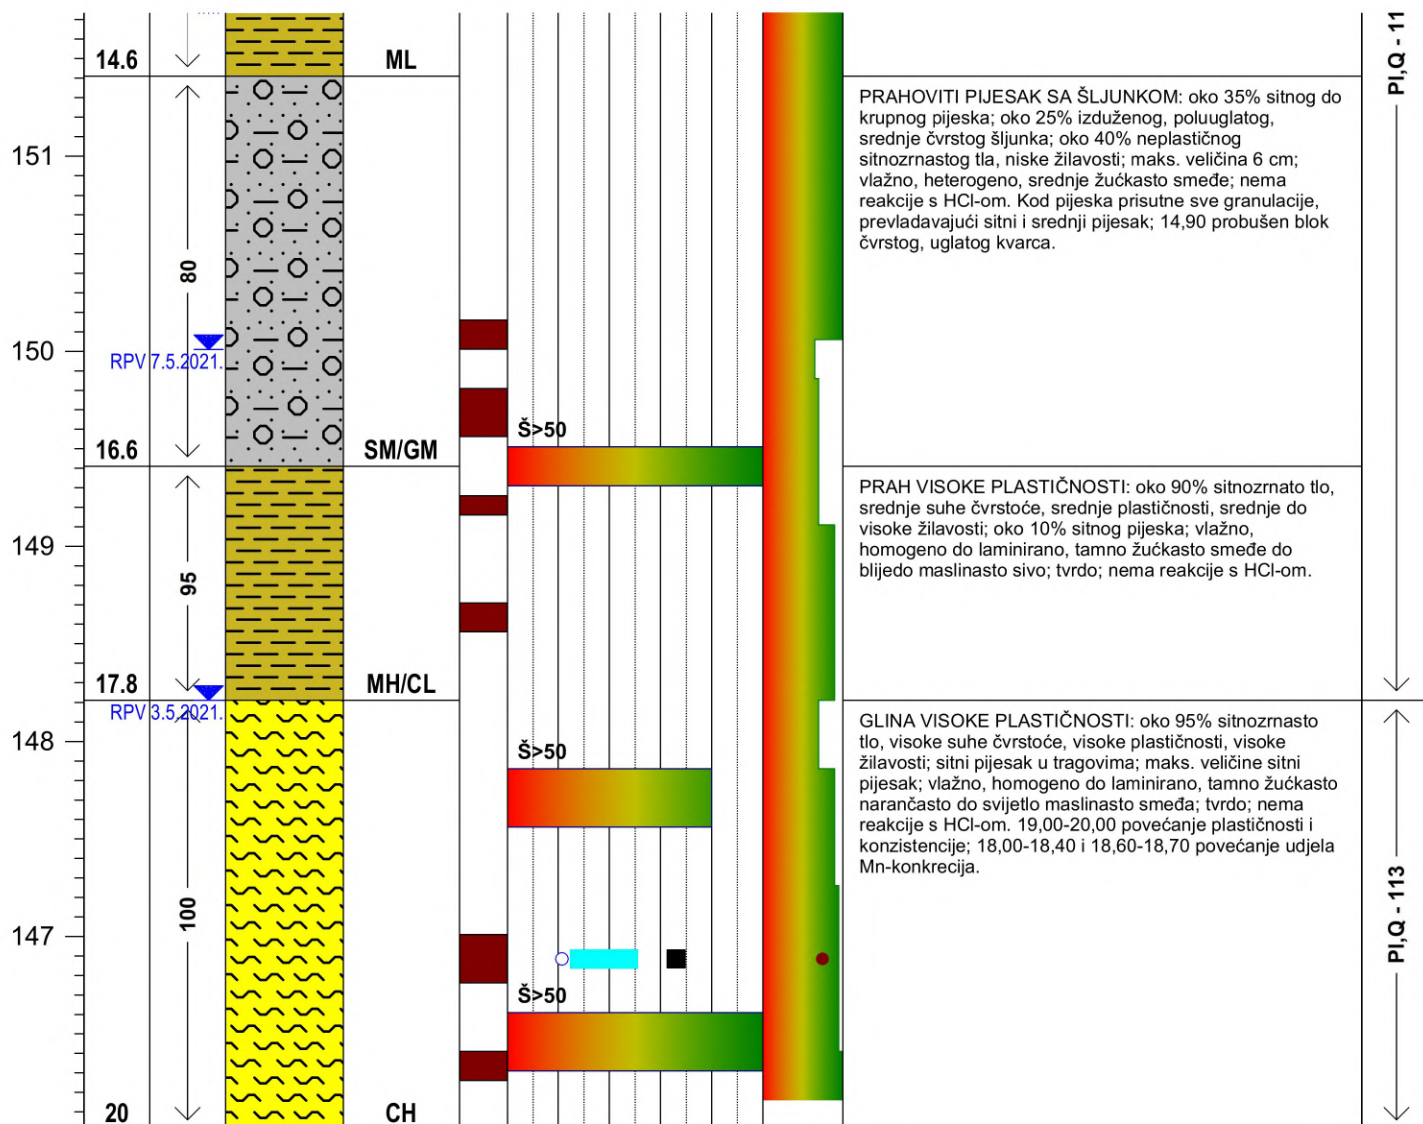 14.6
ML
PI,Q - 11
PRAHOVITI PIJESAK SA ŠLJUNKOM: oko 35% sitnog do
krupnog pijeska; oko 25% izduženog, poluuglatog,
srednje čvrstog šljunka; oko 40% neplastičnog
sitnozrnastog tla, niske žilavosti; maks. veličina 6 cm;
vlažno, heterogeno, srednje žućkasto smeđe; nema
reakcije s HCl-om. Kod pijeska prisutne sve granulacije,
prevladavajući sitni i srednji pijesak; 14,90 probušen blok
čvrstog, uglatog kvarca.
151
80
150
RPV 7.5.2021.
Š>50
16.6
SM/GM
PRAH VISOKE PLASTIČNOSTI: oko 90% sitnozrnato tlo,
srednje suhe čvrstoće, srednje plastičnosti, srednje do
visoke žilavosti; oko 10% sitnog pijeska; vlažno,
homogeno do laminirano, tamno žućkasto smeđe do
blijedo maslinasto sivo; tvrdo; nema reakcije s HCl-om.
149
95
17.8
MH/CL
RPV 3.5.2021.
GLINA VISOKE PLASTIČNOSTI: oko 95% sitnozrnasto
tlo, visoke suhe čvrstoće, visoke plastičnosti, visoke
žilavosti; sitni pijesak u tragovima; maks. veličine sitni
pijesak; vlažno, homogeno do laminirano, tamno žućkasto
narančasto do svijetlo maslinasto smeđa; tvrdo; nema
reakcije s HCl-om. 19,00-20,00 povećanje plastičnosti i
konzistencije; 18,00-18,40 i 18,60-18,70 povećanje udjela
Mn-konkrecija.
148
Š>50
100
PI,Q - 113
147
Š>50
20
CH